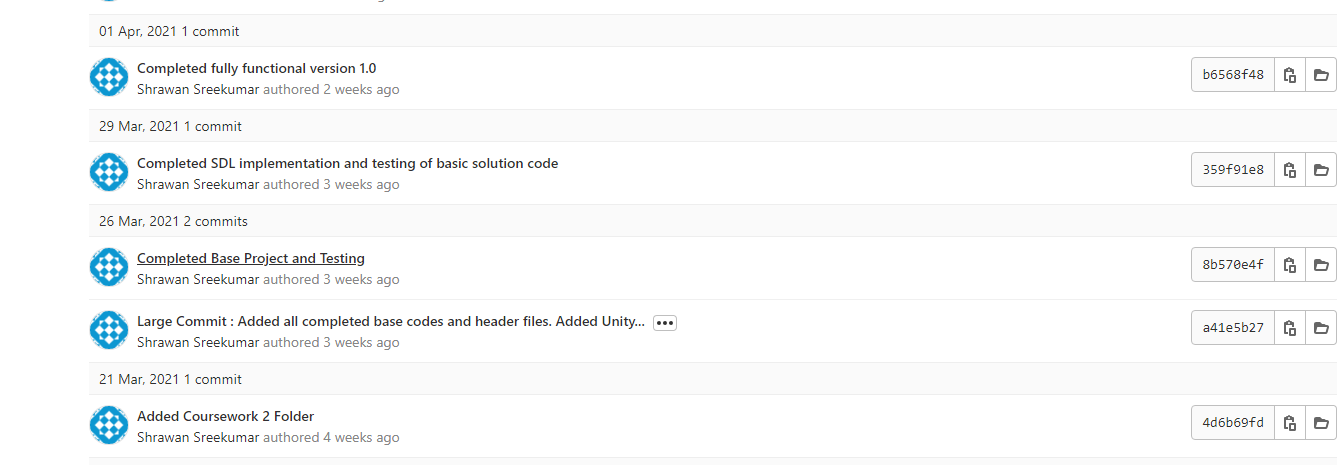 01 Apr, 2021 1 commit
Completed fully functional version 1.0
Shrawan Sreekumar authored 2 weeks ago
b6568f48
29 Mar, 2021 1 commit
Completed SDL implementation and testing of basic solution code
Shrawan Sreekumar authored 3 weeks ago
359f91e8
26 Mar, 2021 2 commits
Completed Base Project and Testing
Shrawan Sreekumar authored 3 weeks ago
8b570e4f
Large Commit : Added all completed base codes and header files. Added Unity...
Shrawan Sreekumar authored 3 weeks ago
a41e5b27
21 Mar, 2021 1 commit
Added Coursework 2 Folder
Shrawan Sreekumar authored 4 weeks ago
4d6b69fd